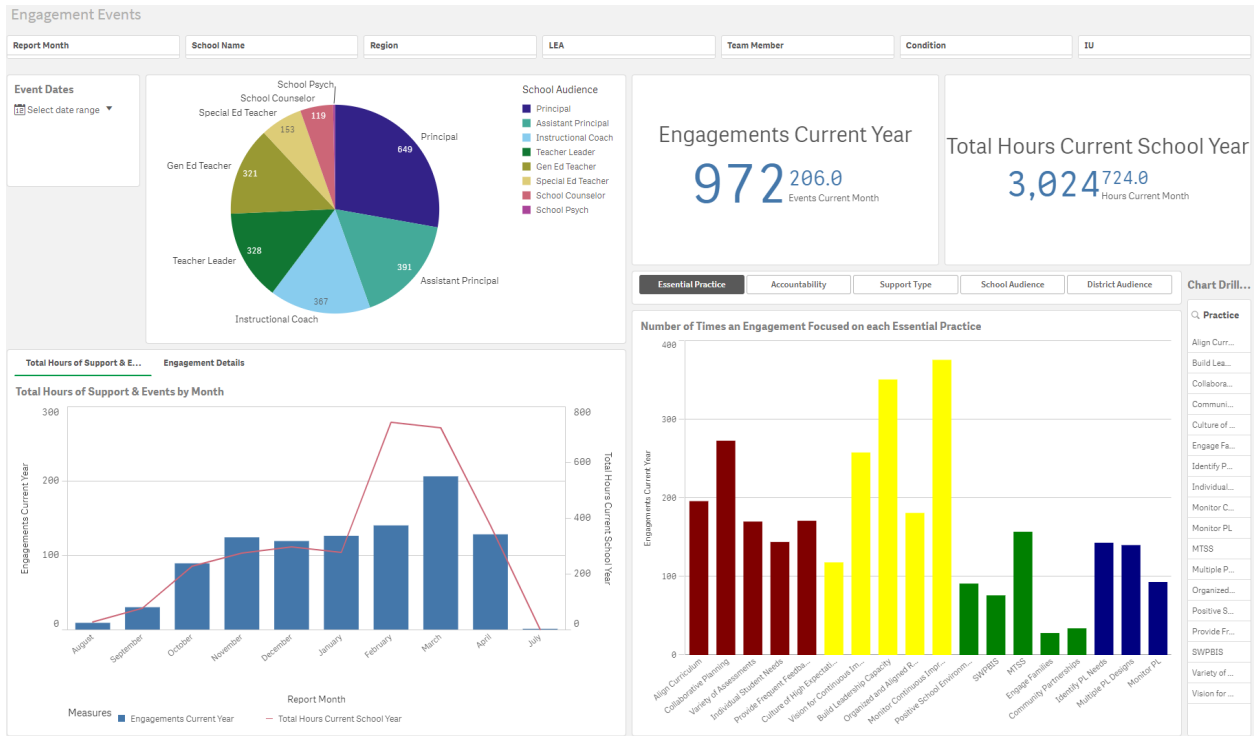 Engagement Events
Report Month
School Name
Region
LEA
Team Member
Condition
IU
Event Dates
18 Select date range
School Psych
School Counselor
Special Ed Teacher
Gen Ed Teacher
Teacher Leader
Instructional Coach
Assistant Principal
Principal
119
153
321
328
367
391
649
School Audience
Principal
Assistant Principal
Instructional Coach
Teacher Leader
Gen Ed Teacher
Special Ed Teacher
School Counselor
School Psych
Engagements Current Year
972 206.0
Events Current Month
Total Hours Current School Year
3,024 724.0
Hours Current Month
Total Hours of Support & E...
Engagement Details
Total Hours of Support & Events by Month
300
200
100
0
Engagements Current Year
800
600
400
200
0
Total Hours Current School Year
August
September
October
November
December
January
February
March
April
July
Report Month
Measures
Engagements Current Year
Total Hours Current School Year
Essential Practice
Accountability
Support Type
School Audience
District Audience
Number of Times an Engagement Focused on each Essential Practice
400
300
200
100
0
Engagements Current Year
Align Curriculum
Collaborative Planning
Variety of Assessments
Individual Student Needs
Provide Frequent Feedba...
Culture of High Expectati...
Vision for Continuous Im...
Build Leadership Capacity
Organized and Aligned R...
Monitor Continuous Impr...
Positive School Environm...
SWPBIS
MTSS
Engage Families
Community Partnerships
Identify PL Needs
Multiple PL Designs
Monitor PL
Chart Drill...
Practice
Align Curr...
Build Lea...
Collabora...
Communi...
Culture of ...
Engage Fa...
Identify P...
Individual...
Monitor C...
Monitor PL
MTSS
Multiple P...
Organized...
Positive S...
Provide Fr...
SWPBIS
Variety of ...
Vision for ...